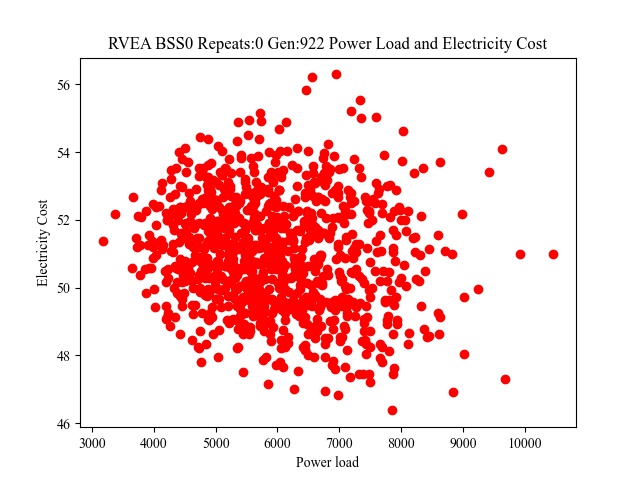 RVEA BSS0 Repeats:0 Gen:922 Power Load and Electricity Cost
56
54
52
50
48
46
Electricity Cost
3000 4000 5000 6000 7000 8000 9000 10000
Power load